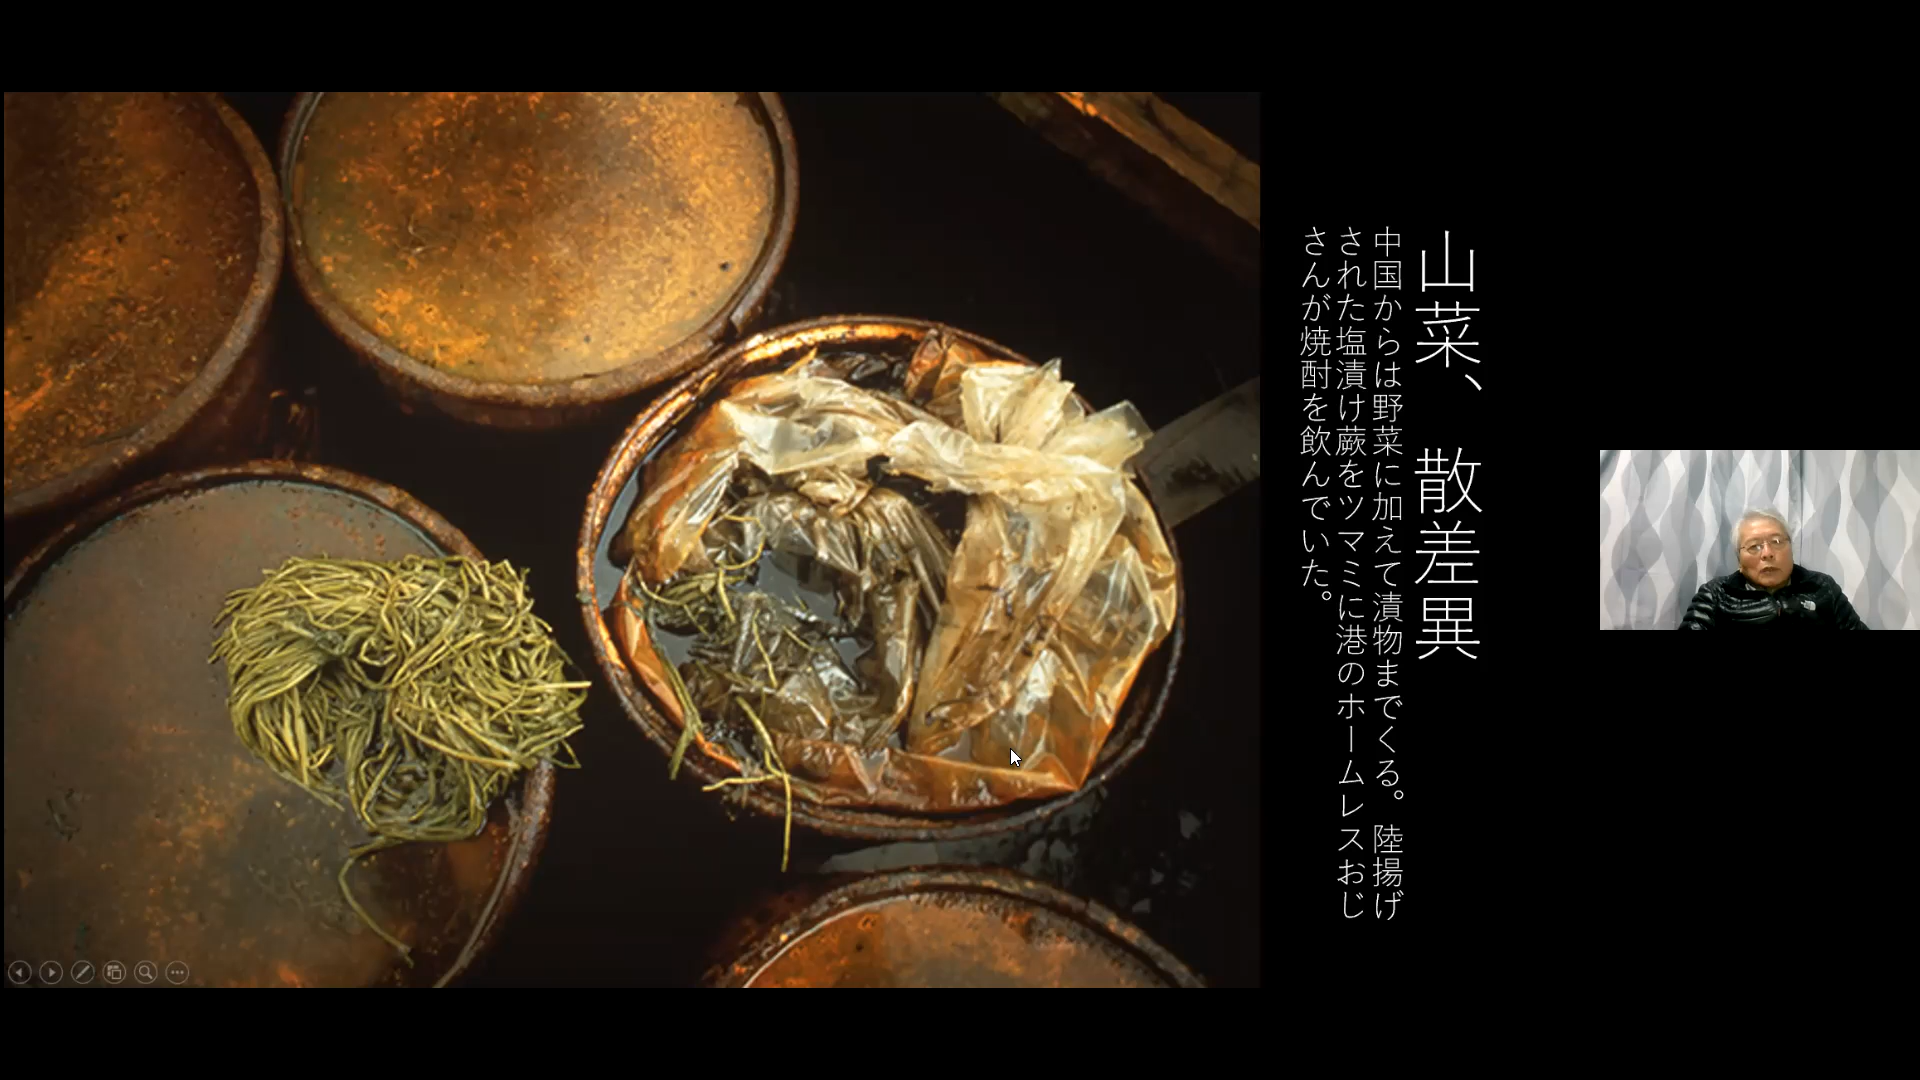 山菜、 散差異
中国からは野菜に加えて漬物までくる。陸揚げ
された塩漬け蕨をツマミに港のホームレスおじ
さんが焼酎を飲んでいた。